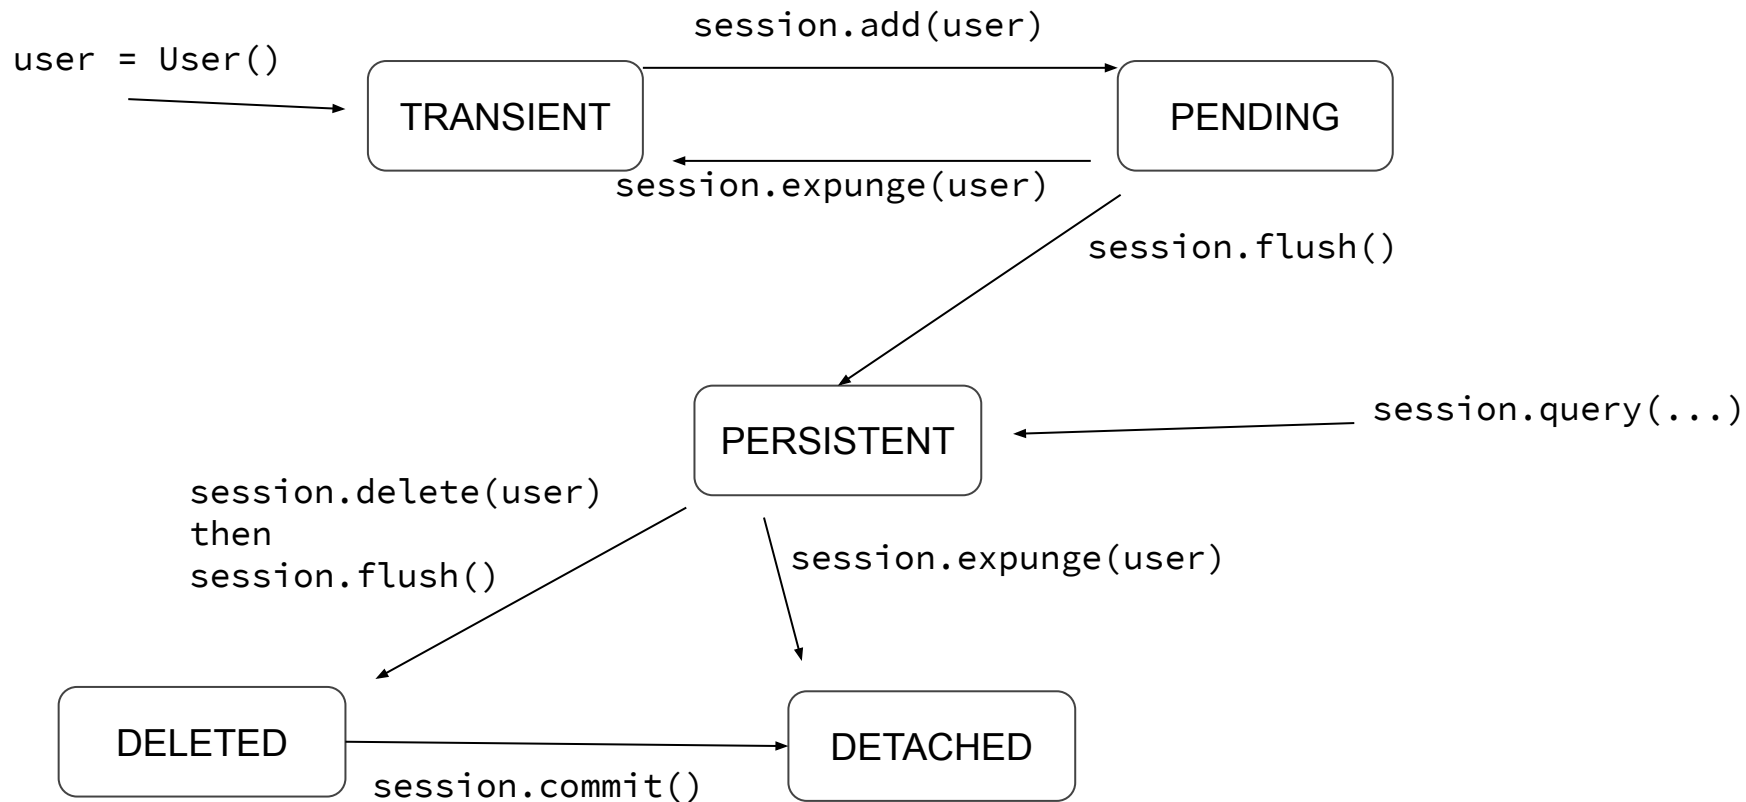 session.add(user)
user = User()
TRANSIENT
PENDING
session.expunge(user)
session.flush()
session.query(...)
PERSISTENT
session.delete(user)
then
session.flush()
session.expunge(user)
DELETED
DETACHED
session.commit()